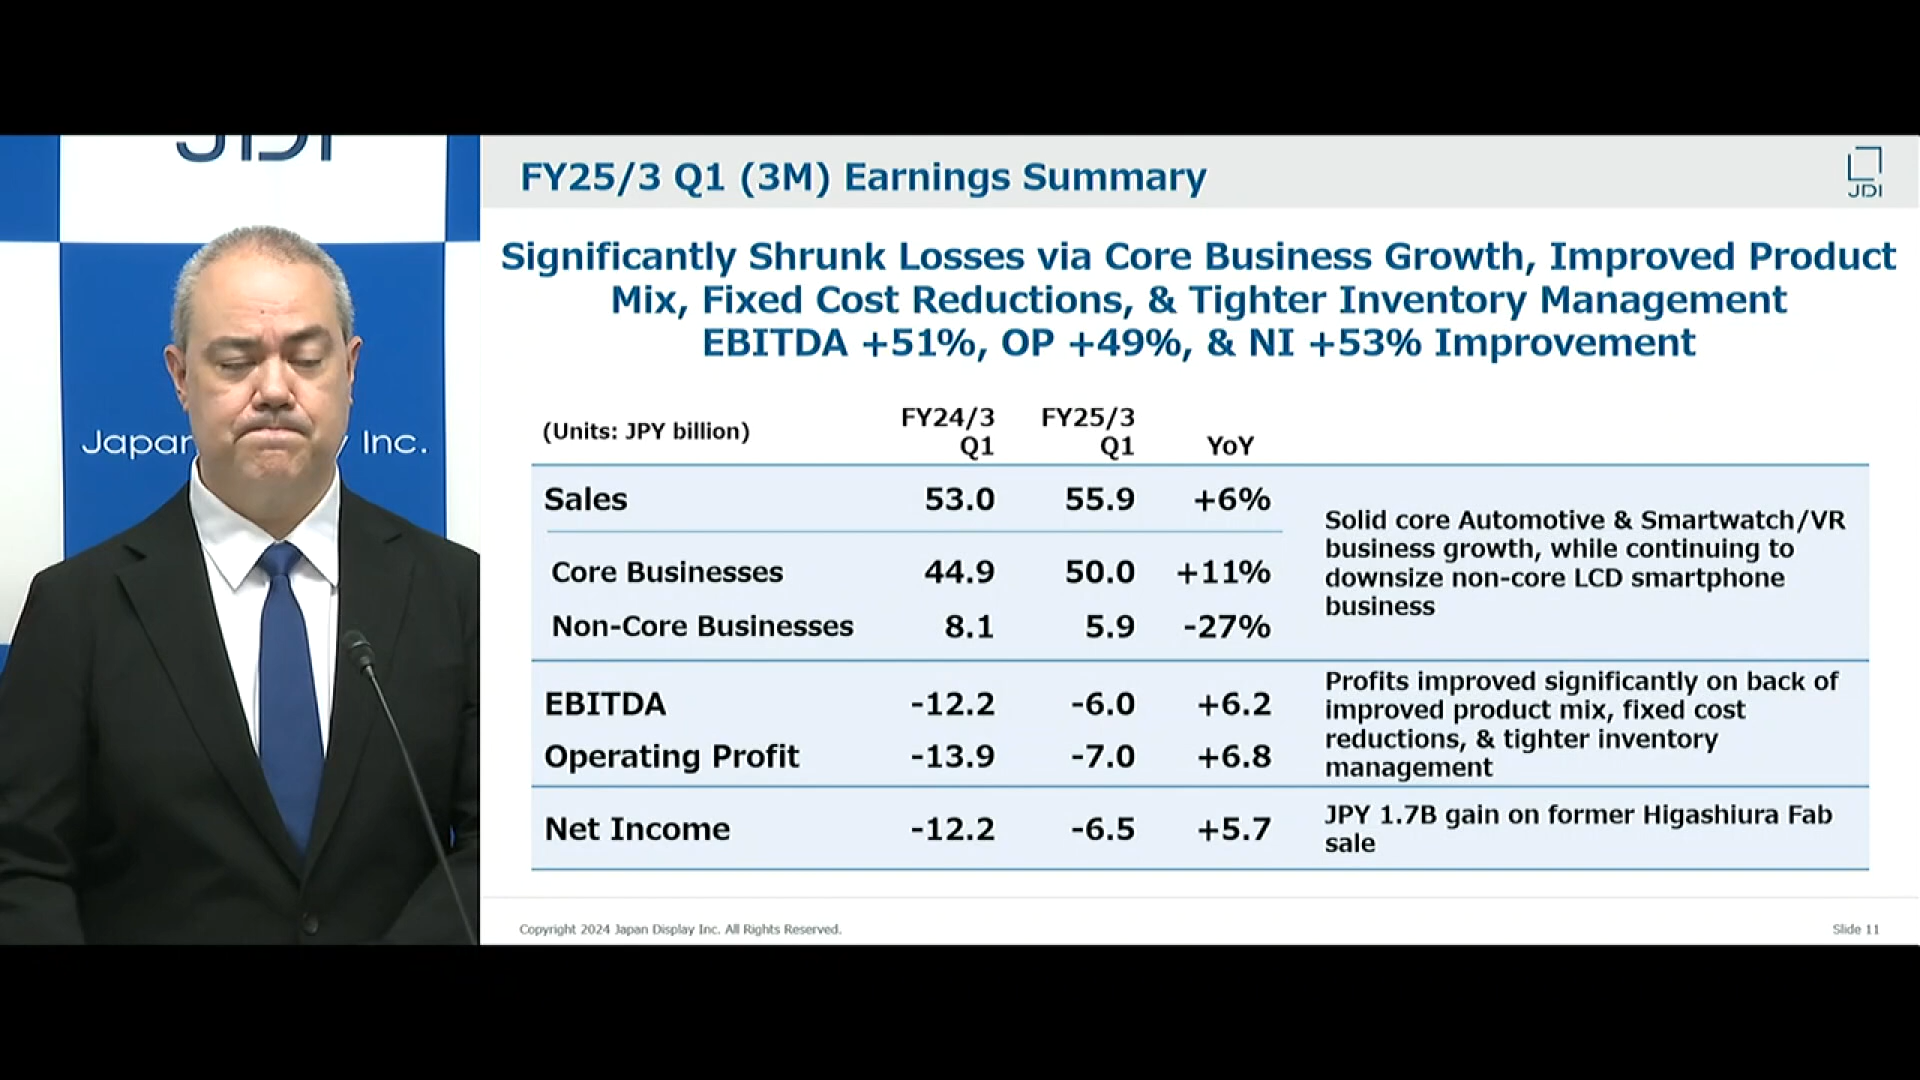 JDI
Japan
y Inc.
FY25/3 Q1 (3M) Earnings Summary
JDI
Significantly Shrunk Losses via Core Business Growth, Improved Product
Mix, Fixed Cost Reductions, & Tighter Inventory Management
EBITDA +51%, OP +49%, & NI +53% Improvement
(Units: JPY billion)
FY24/3 Q1
FY25/3 Q1
YoY
Sales 53.0 55.9 +6%
Core Businesses 44.9 50.0 +11%
Non-Core Businesses 8.1 5.9 -27%
Solid core Automotive & Smartwatch/VR
business growth, while continuing to
downsize non-core LCD smartphone
business
EBITDA -12.2 -6.0 +6.2
Operating Profit -13.9 -7.0 +6.8
Profits improved significantly on back of
improved product mix, fixed cost
reductions, & tighter inventory
management
Net Income -12.2 -6.5 +5.7
JPY 1.7B gain on former Higashiura Fab
sale
Copyright 2024 Japan Display Inc. All Rights Reserved.
Slide 11